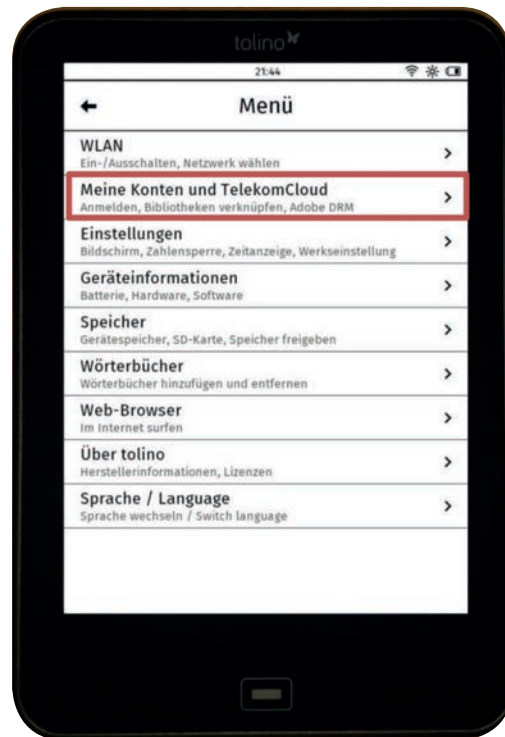 tolino
21:44
Menü
WLAN
Ein-/Ausschalten, Netzwerk wählen
Meine Konten und TelekomCloud
Anmelden, Bibliotheken verknüpfen, Adobe DRM
Einstellungen
Bildschirm, Zahlensperre, Zeitanzeige, Werkseinstellung
Geräteinformationen
Batterie, Hardware, Software
Speicher
Gerätespeicher, SD-Karte, Speicher freigeben
Wörterbücher
Wörterbücher hinzufügen und entfernen
Web-Browser
Im Internet surfen
Über tolino
Herstellerinformationen, Lizenzen
Sprache / Language
Sprache wechseln / Switch language